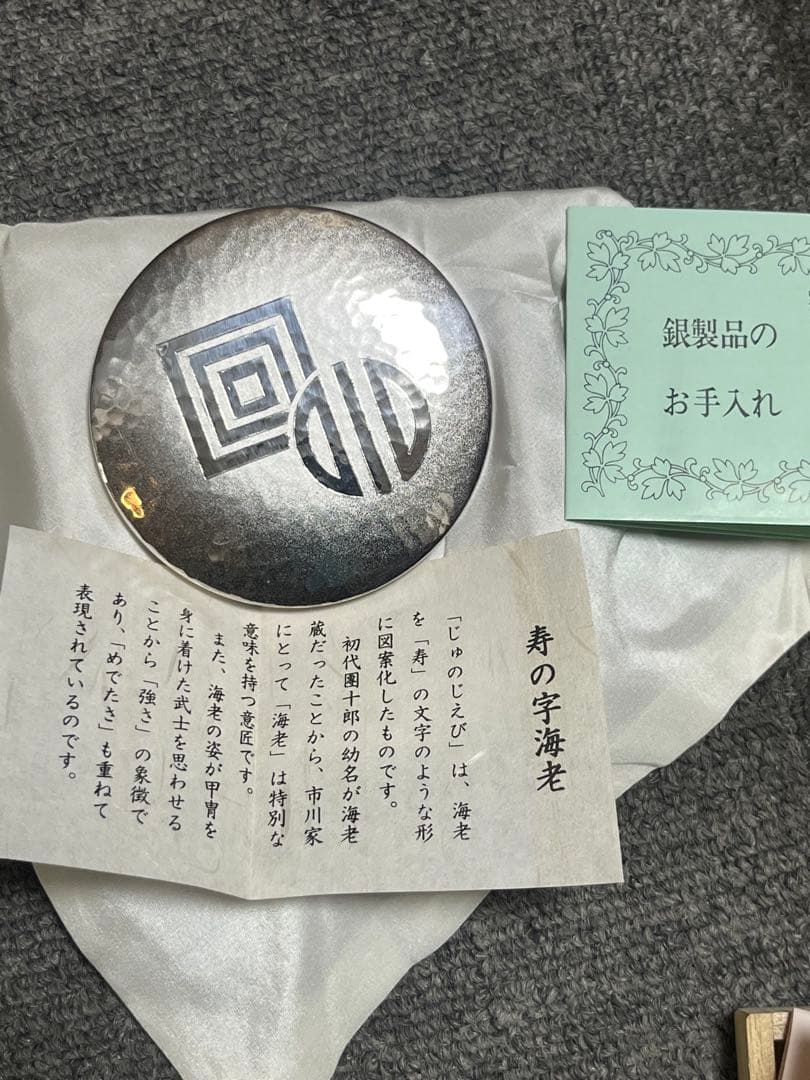 銀製品の
お手入れ
寿の字海老
「じゅのじえび」は、海老
を「寿」の文字のような形
に図案化したものです。
初代團十郎の幼名が海老
蔵だったことから、市川家
にとって「海老」は特別な
意味を持つ意匠です。
また、海老の姿が甲冑を
身に着けた武士を思わせる
ことから「強さ」の象徴で
あり、「めでたさ」も重ねて
表現されているのです。